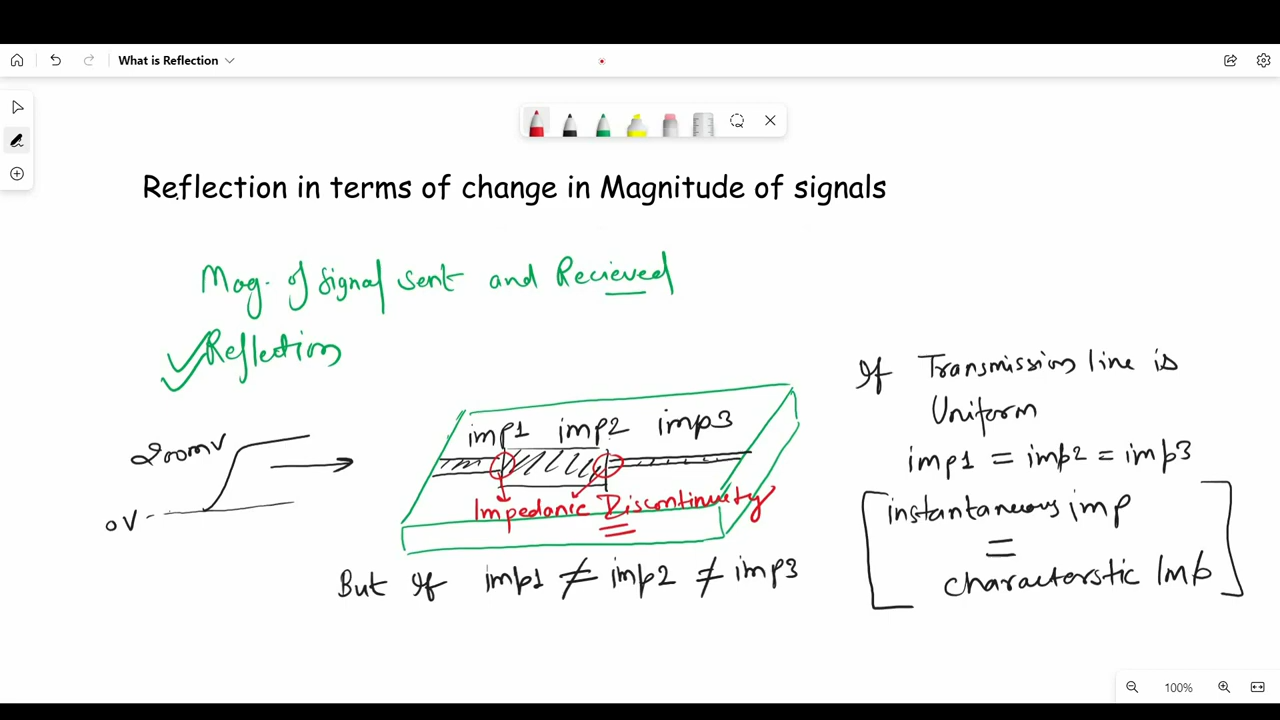 What is Reflection
Reflection in terms of change in Magnitude of signals
Mag. of Signal Sent and Recieved
Reflection
If Transmission line is
Uniform
200mV
imp1 imp2 imp3
imp1 = imp2 = imp3
Impedanic Discontinuity
instantaneous imp
=
characterstic Imp
0V
But If imp1 ≠ imp2 ≠ imp3
100%